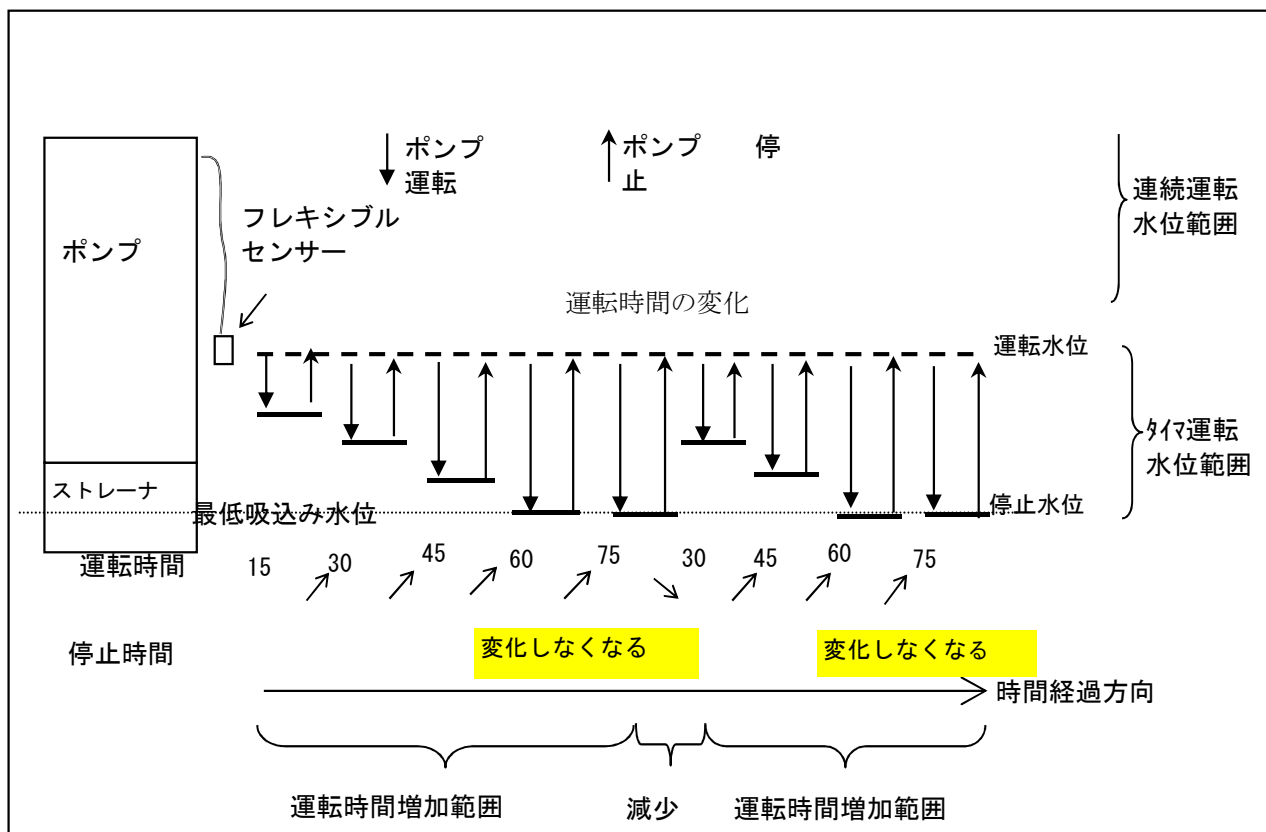 ポンプ
運転
ポンプ 停
止
連続運転
水位範囲
フレキシブル
センサー
ポンプ
運転時間の変化
運転水位
ﾀｲﾏ運転
水位範囲
ストレーナ
最低吸込み水位
停止水位
運転時間
15 30 45 60 75 30 45 60 75
停止時間
変化しなくなる
変化しなくなる
時間経過方向
運転時間増加範囲
減少
運転時間増加範囲